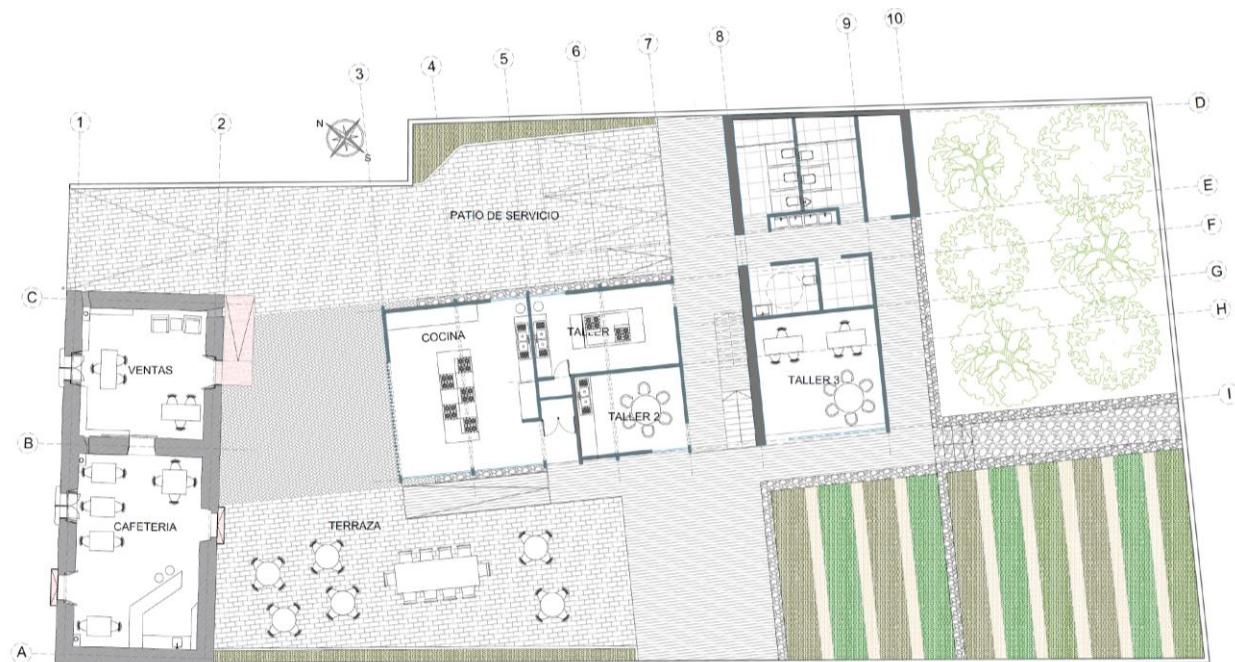 10
9
8
7
6
5
4
3
2
1
D
N
S
E
PATIO DE SERVICIO
F
G
C
H
COCINA
TALLER
VENTAS
TALLER 3
I
TALLER 2
B
TERRAZA
CAFETERIA
A